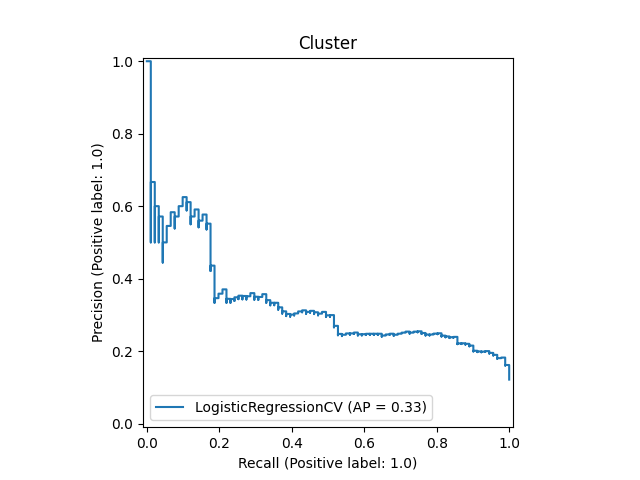 Cluster
1.0
0.8
0.6
0.4
0.2
0.0
Precision (Positive label: 1.0)
LogisticRegressionCV (AP = 0.33)
0.0 0.2 0.4 0.6 0.8 1.0
Recall (Positive label: 1.0)